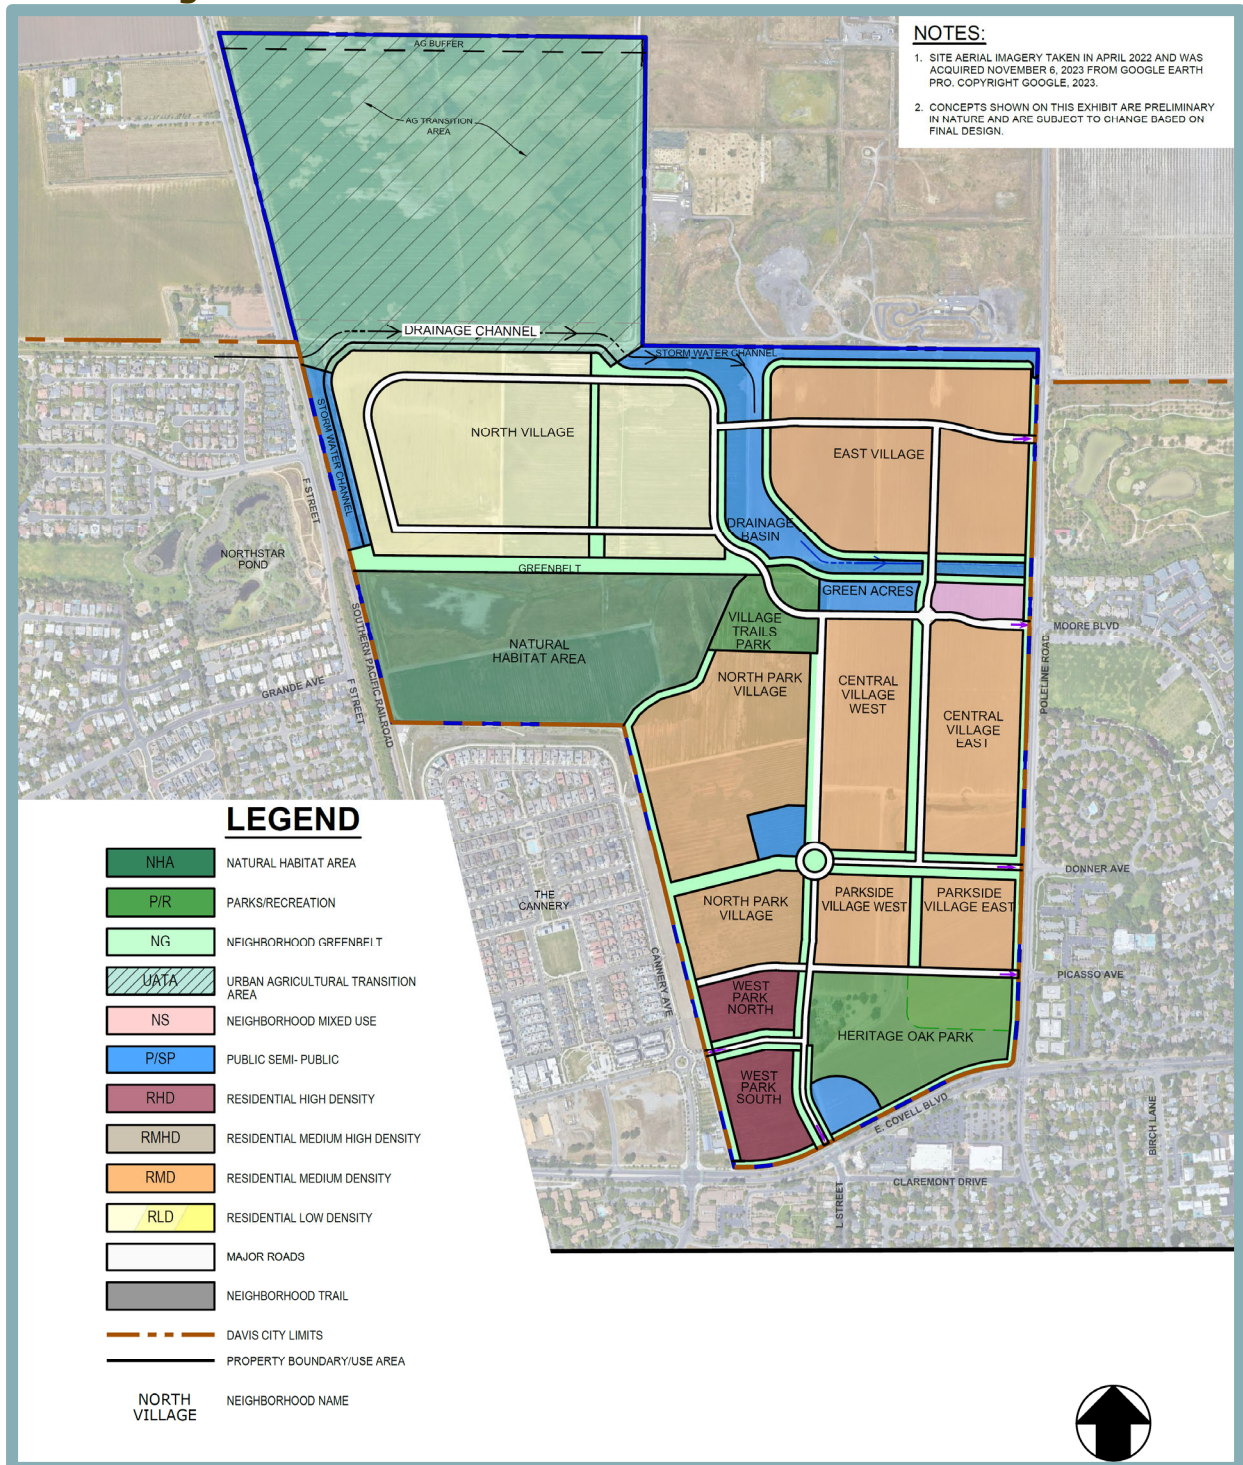 NOTES:
1. SITE AERIAL IMAGERY TAKEN IN APRIL 2022 AND WAS
ACQUIRED NOVEMBER 6, 2023 FROM GOOGLE EARTH
PRO. COPYRIGHT GOOGLE, 2023.
2. CONCEPTS SHOWN ON THIS EXHIBIT ARE PRELIMINARY
IN NATURE AND ARE SUBJECT TO CHANGE BASED ON
FINAL DESIGN.
AG BUFFER
AG TRANSITION
AREA
DRAINAGE CHANNEL
STORM WATER CHANNEL
STORM WATER CHANNEL
NORTH VILLAGE
EAST VILLAGE
F STREET
DRAINAGE
BASIN
NORTHSTAR
POND
GREENBELT
GREEN ACRES
VILLAGE
TRAILS
PARK
MOORE BLVD
NATURAL
HABITAT AREA
SOUTHERN PACIFIC RAILROAD
F STREET
GRANDE AVE
POLELINE ROAD
NORTH PARK
VILLAGE
CENTRAL
VILLAGE
WEST
CENTRAL
VILLAGE
EAST
DONNER AVE
THE
CANNERY
NORTH PARK
VILLAGE
PARKSIDE
VILLAGE WEST
PARKSIDE
VILLAGE EAST
CANNERY AVE
PICASSO AVE
WEST
PARK
NORTH
HERITAGE OAK PARK
WEST
PARK
SOUTH
E. COVELL BLVD
BIRCH LANE
CLAREMONT DRIVE
L STREET
LEGEND
NHA NATURAL HABITAT AREA
P/R PARKS/RECREATION
NG NEIGHBORHOOD GREENBELT
UATA URBAN AGRICULTURAL TRANSITION
AREA
NS NEIGHBORHOOD MIXED USE
P/SP PUBLIC SEMI- PUBLIC
RHD RESIDENTIAL HIGH DENSITY
RMHD RESIDENTIAL MEDIUM HIGH DENSITY
RMD RESIDENTIAL MEDIUM DENSITY
RLD RESIDENTIAL LOW DENSITY
MAJOR ROADS
NEIGHBORHOOD TRAIL
DAVIS CITY LIMITS
PROPERTY BOUNDARY/USE AREA
NORTH
VILLAGE
NEIGHBORHOOD NAME